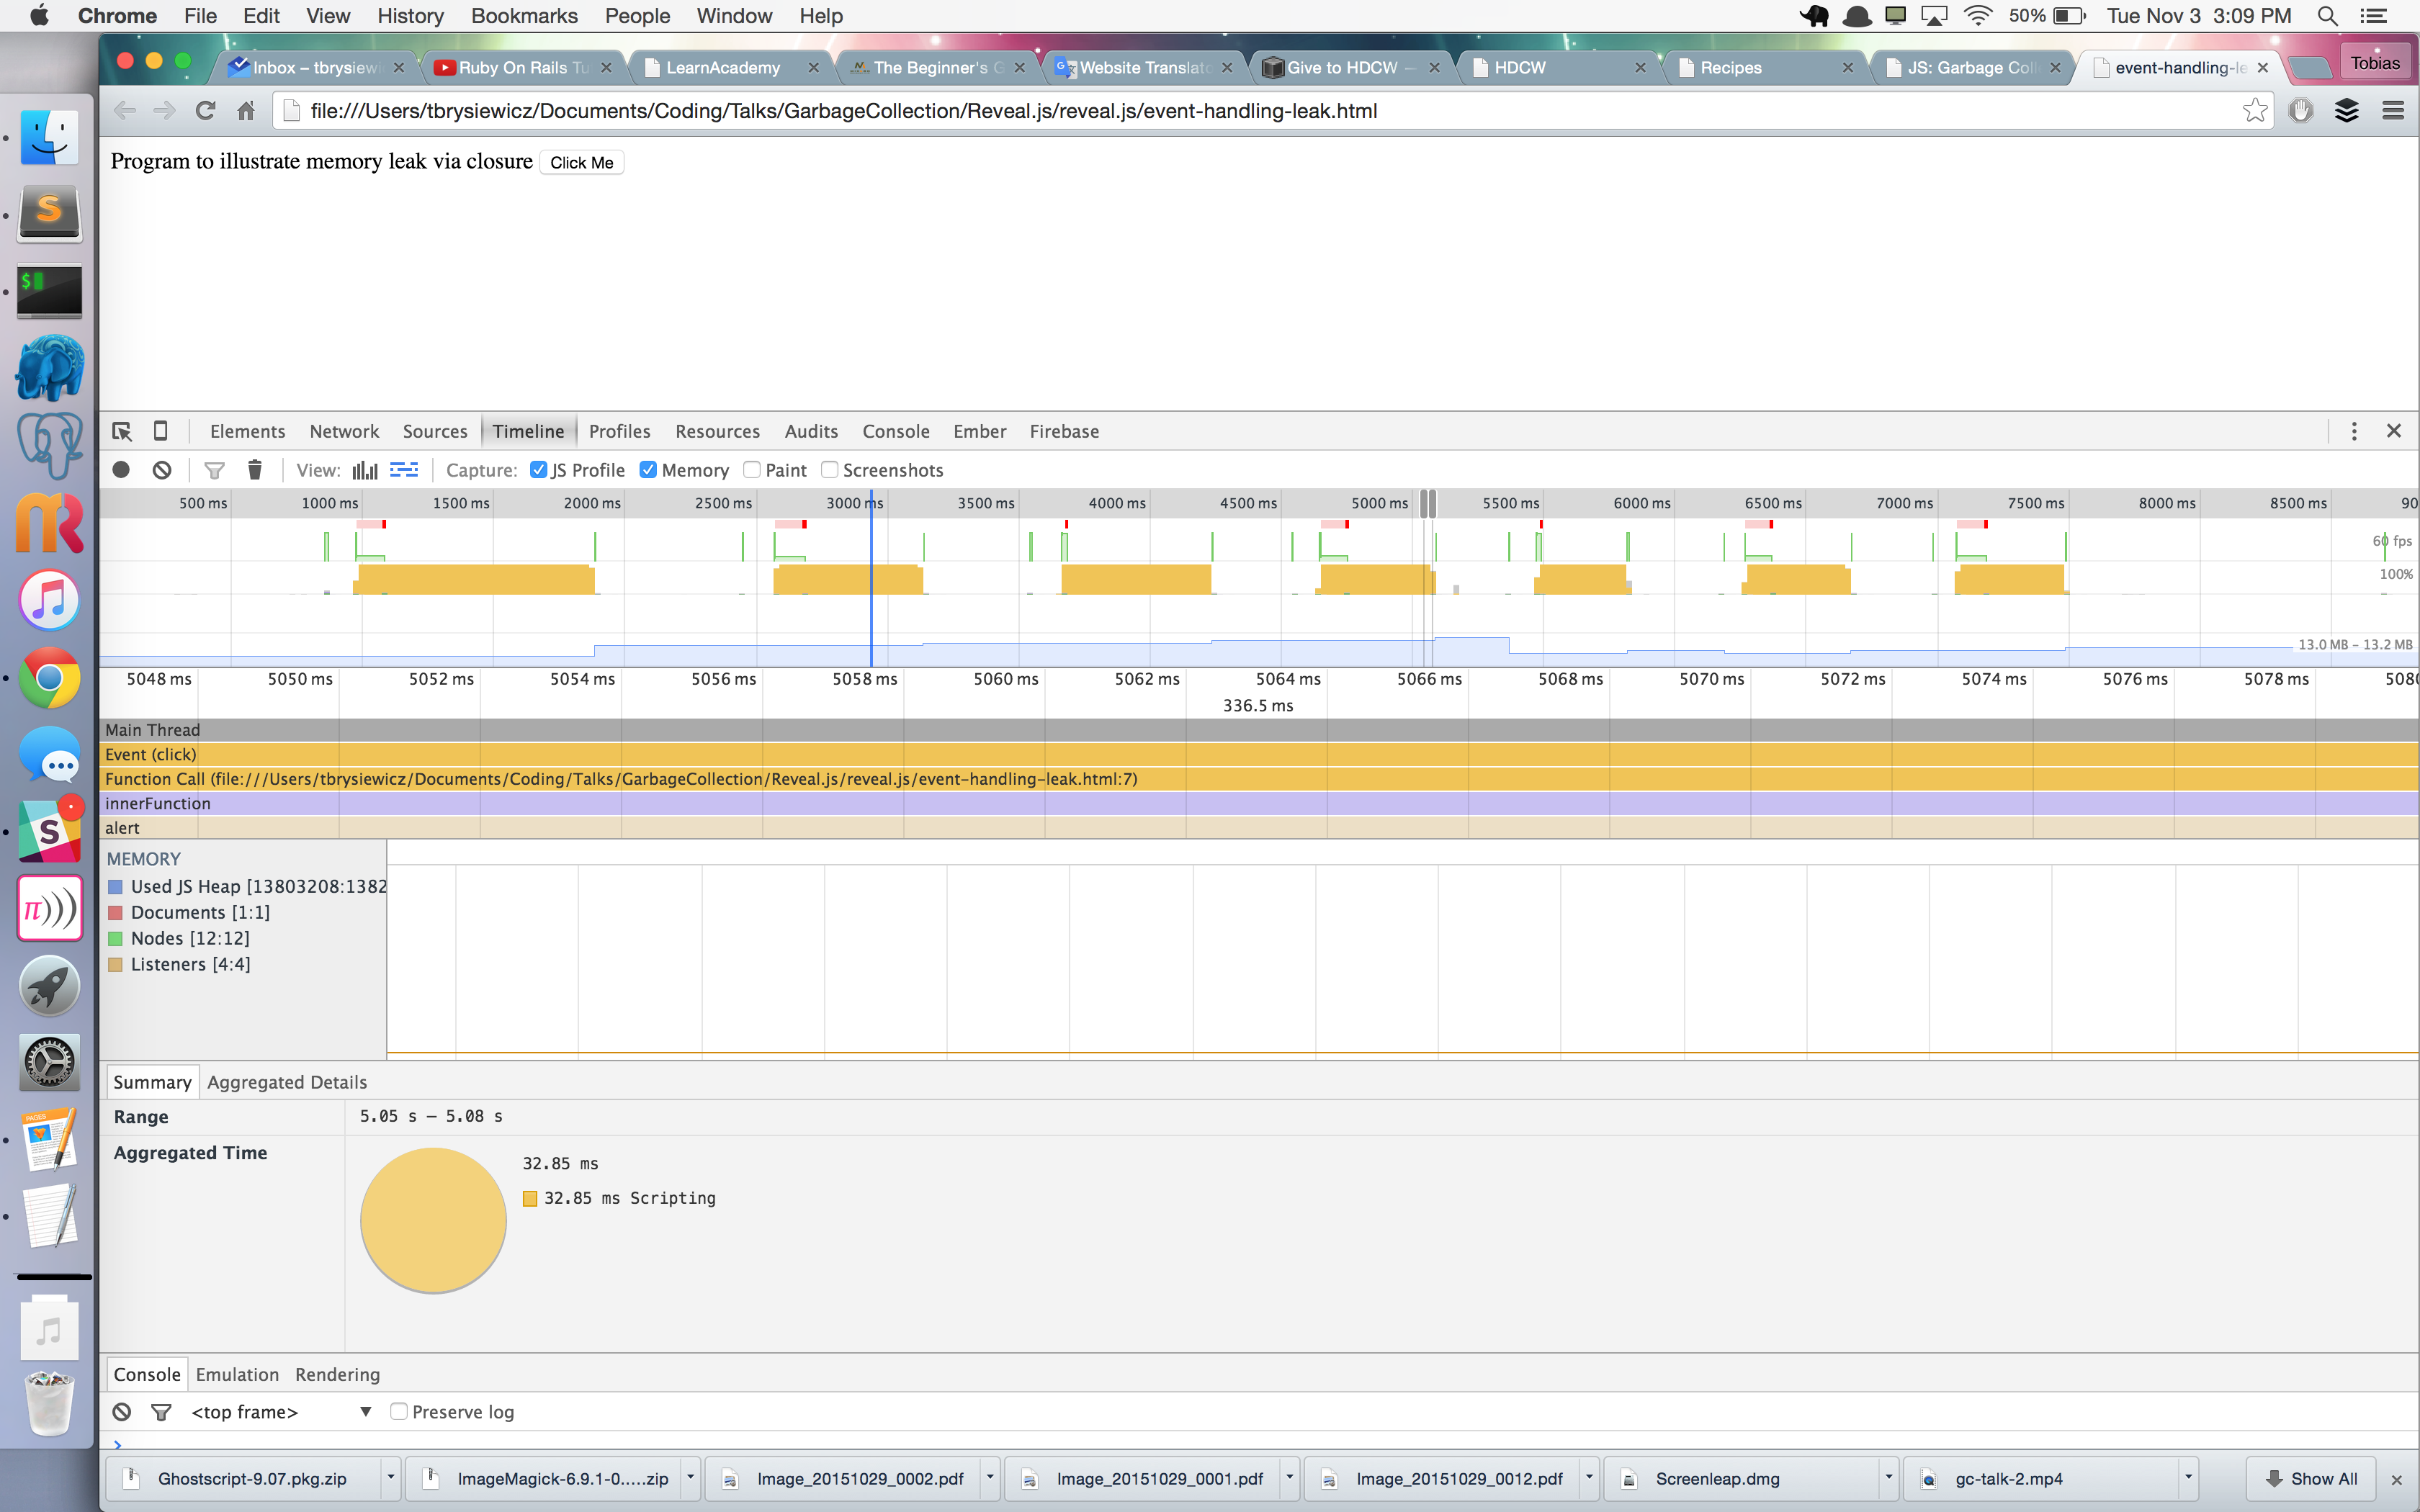 Chrome File Edit View History Bookmarks People Window Help 50% Tue Nov 3 3:09 PM
Inbox – tbrysiewi Ruby On Rails Tu LearnAcademy The Beginner's G Website Translato Give to HDCW – HDCW Recipes JS: Garbage Coll event-handling-le Tobias
file:///Users/tbrysiewicz/Documents/Coding/Talks/GarbageCollection/Reveal.js/reveal.js/event-handling-leak.html
Program to illustrate memory leak via closure Click Me
Elements Network Sources Timeline Profiles Resources Audits Console Ember Firebase
View: Capture: JS Profile Memory Paint Screenshots
500 ms 1000 ms 1500 ms 2000 ms 2500 ms 3000 ms 3500 ms 4000 ms 4500 ms 5000 ms 5500 ms 6000 ms 6500 ms 7000 ms 7500 ms 8000 ms 8500 ms 90
60 fps
100%
13.0 MB – 13.2 MB
5048 ms 5050 ms 5052 ms 5054 ms 5056 ms 5058 ms 5060 ms 5062 ms 5064 ms 5066 ms 5068 ms 5070 ms 5072 ms 5074 ms 5076 ms 5078 ms 508
336.5 ms
Main Thread
Event (click)
Function Call (file:///Users/tbrysiewicz/Documents/Coding/Talks/GarbageCollection/Reveal.js/reveal.js/event-handling-leak.html:7)
innerFunction
alert
MEMORY
Used JS Heap [13803208:1382
Documents [1:1]
Nodes [12:12]
Listeners [4:4]
Summary Aggregated Details
Range 5.05 s – 5.08 s
Aggregated Time
32.85 ms
32.85 ms Scripting
Console Emulation Rendering
<top frame> ▼ Preserve log
Ghostscript-9.07.pkg.zip ImageMagick-6.9.1-0.....zip Image_20151029_0002.pdf Image_20151029_0001.pdf Image_20151029_0012.pdf Screenleap.dmg gc-talk-2.mp4 Show All